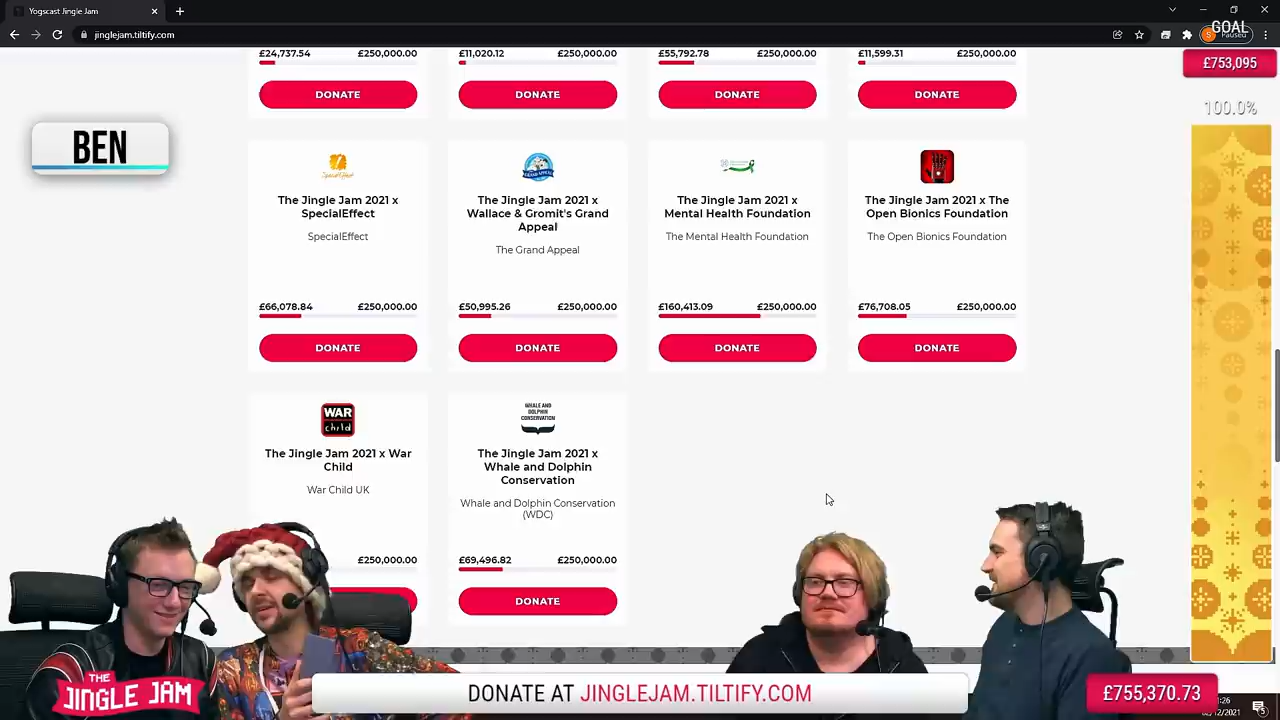 Yogscast Jingle Jam
jinglejam.tiltify.com
Paused
GOAL
£753,095
100.0%
£24,737.54 £250,000.00
£11,020.12 £250,000.00
£55,792.78 £250,000.00
£11,599.31 £250,000.00
DONATE
DONATE
DONATE
DONATE
BEN
SpecialEffect
GRAND APPEAL
The Jingle Jam 2021 x
SpecialEffect
SpecialEffect
£66,078.84 £250,000.00
DONATE
The Jingle Jam 2021 x
Wallace & Gromit's Grand
Appeal
The Grand Appeal
£50,995.26 £250,000.00
DONATE
The Jingle Jam 2021 x
Mental Health Foundation
The Mental Health Foundation
£160,413.09 £250,000.00
DONATE
The Jingle Jam 2021 x The
Open Bionics Foundation
The Open Bionics Foundation
£76,708.05 £250,000.00
DONATE
WAR
child
The Jingle Jam 2021 x War
Child
War Child UK
£250,000.00
WHALE AND
DOLPHIN
CONSERVATION
The Jingle Jam 2021 x
Whale and Dolphin
Conservation
Whale and Dolphin Conservation
(WDC)
£69,496.82 £250,000.00
DONATE
THE
JINGLE JAM
DONATE AT JINGLEJAM.TILTIFY.COM
£755,370.73
:26
/12/2021